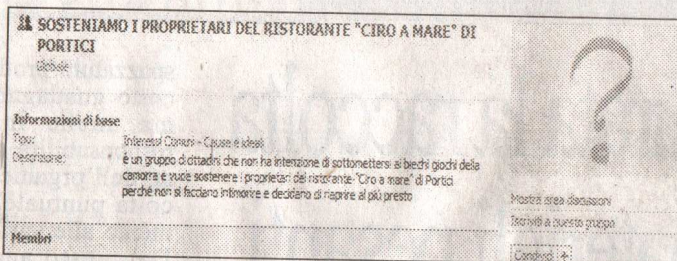 SOSTENIAMO I PROPRIETARI DEL RISTORANTE "CIRO A MARE" DI
PORTICI
Globale
Informazioni di base
Tipo: Interessi Comuni - Cause e ideali
Descrizione: è un gruppo di cittadini che non ha intenzione di sottomettersi ai biechi giochi della
camorra e vuole sostenere i proprietari del ristorante "Ciro a mare" di Portici
perché non si facciano intimorire e decidano di riaprire al più presto
Membri
?
Mostra area discussioni
Iscriviti a questo gruppo
Condividi +